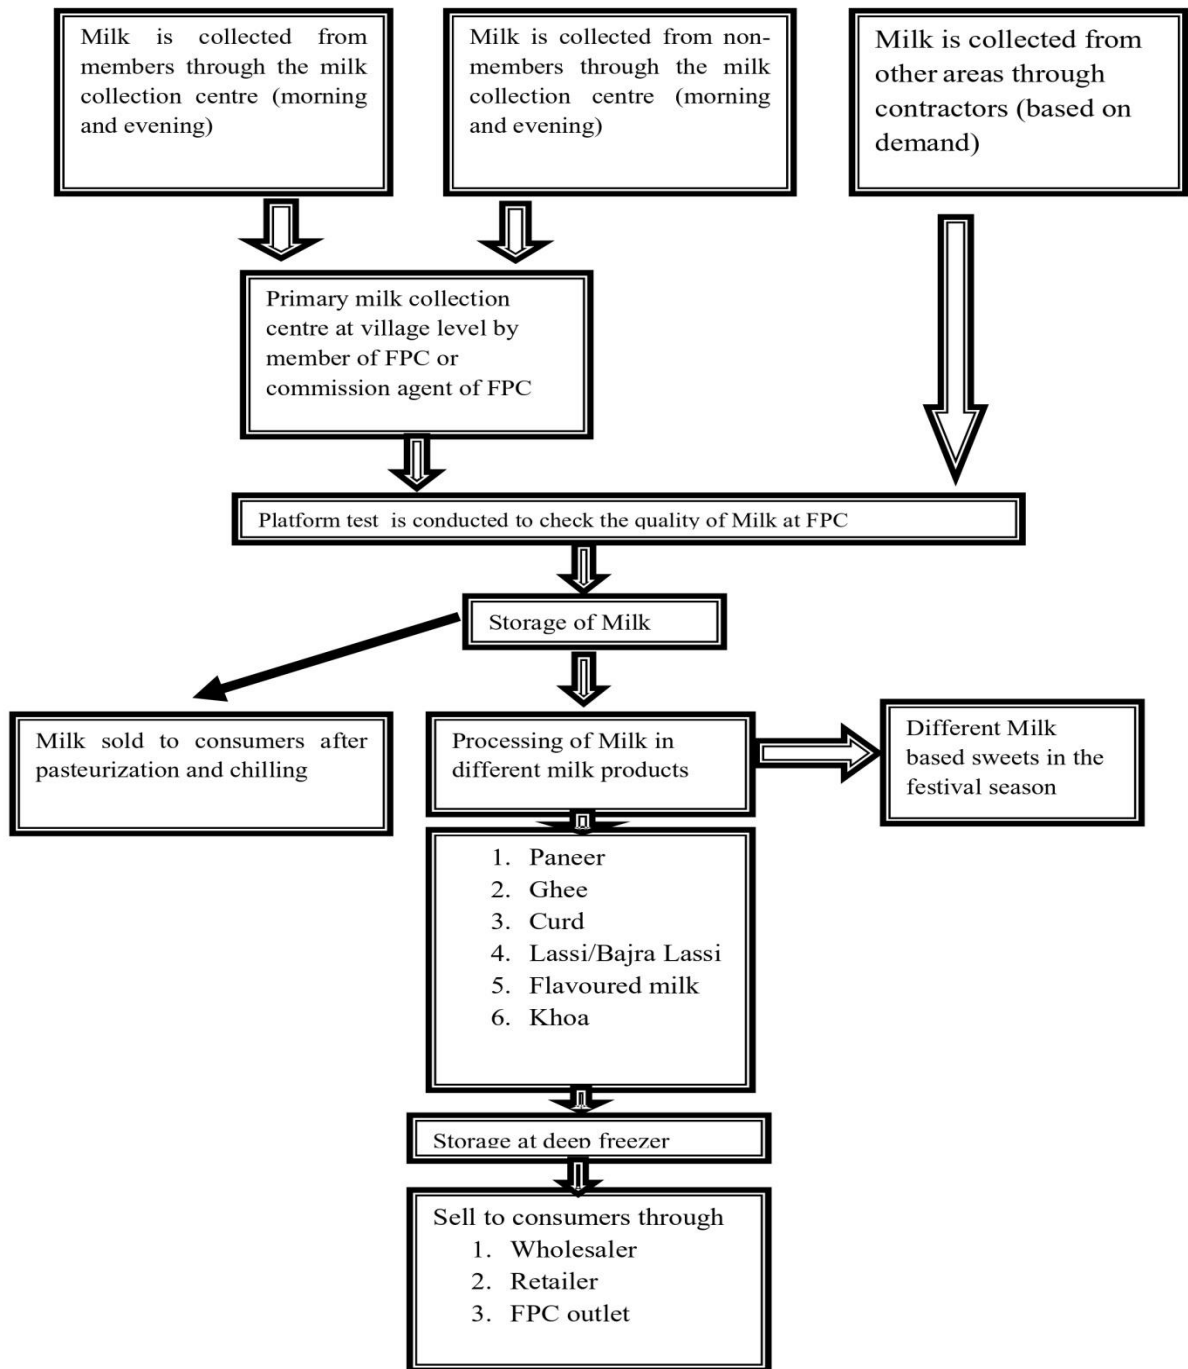 Milk is collected from
members through the milk
collection centre (morning
and evening)
Milk is collected from non-
members through the milk
collection centre (morning
and evening)
Milk is collected from
other areas through
contractors (based on
demand)
Primary milk collection
centre at village level by
member of FPC or
commission agent of FPC
Platform test is conducted to check the quality of Milk at FPC
Storage of Milk
Milk sold to consumers after
pasteurization and chilling
Processing of Milk in
different milk products
Different Milk
based sweets in the
festival season
1. Paneer
2. Ghee
3. Curd
4. Lassi/Bajra Lassi
5. Flavoured milk
6. Khoa
Storage at deep freezer
Sell to consumers through
1. Wholesaler
2. Retailer
3. FPC outlet